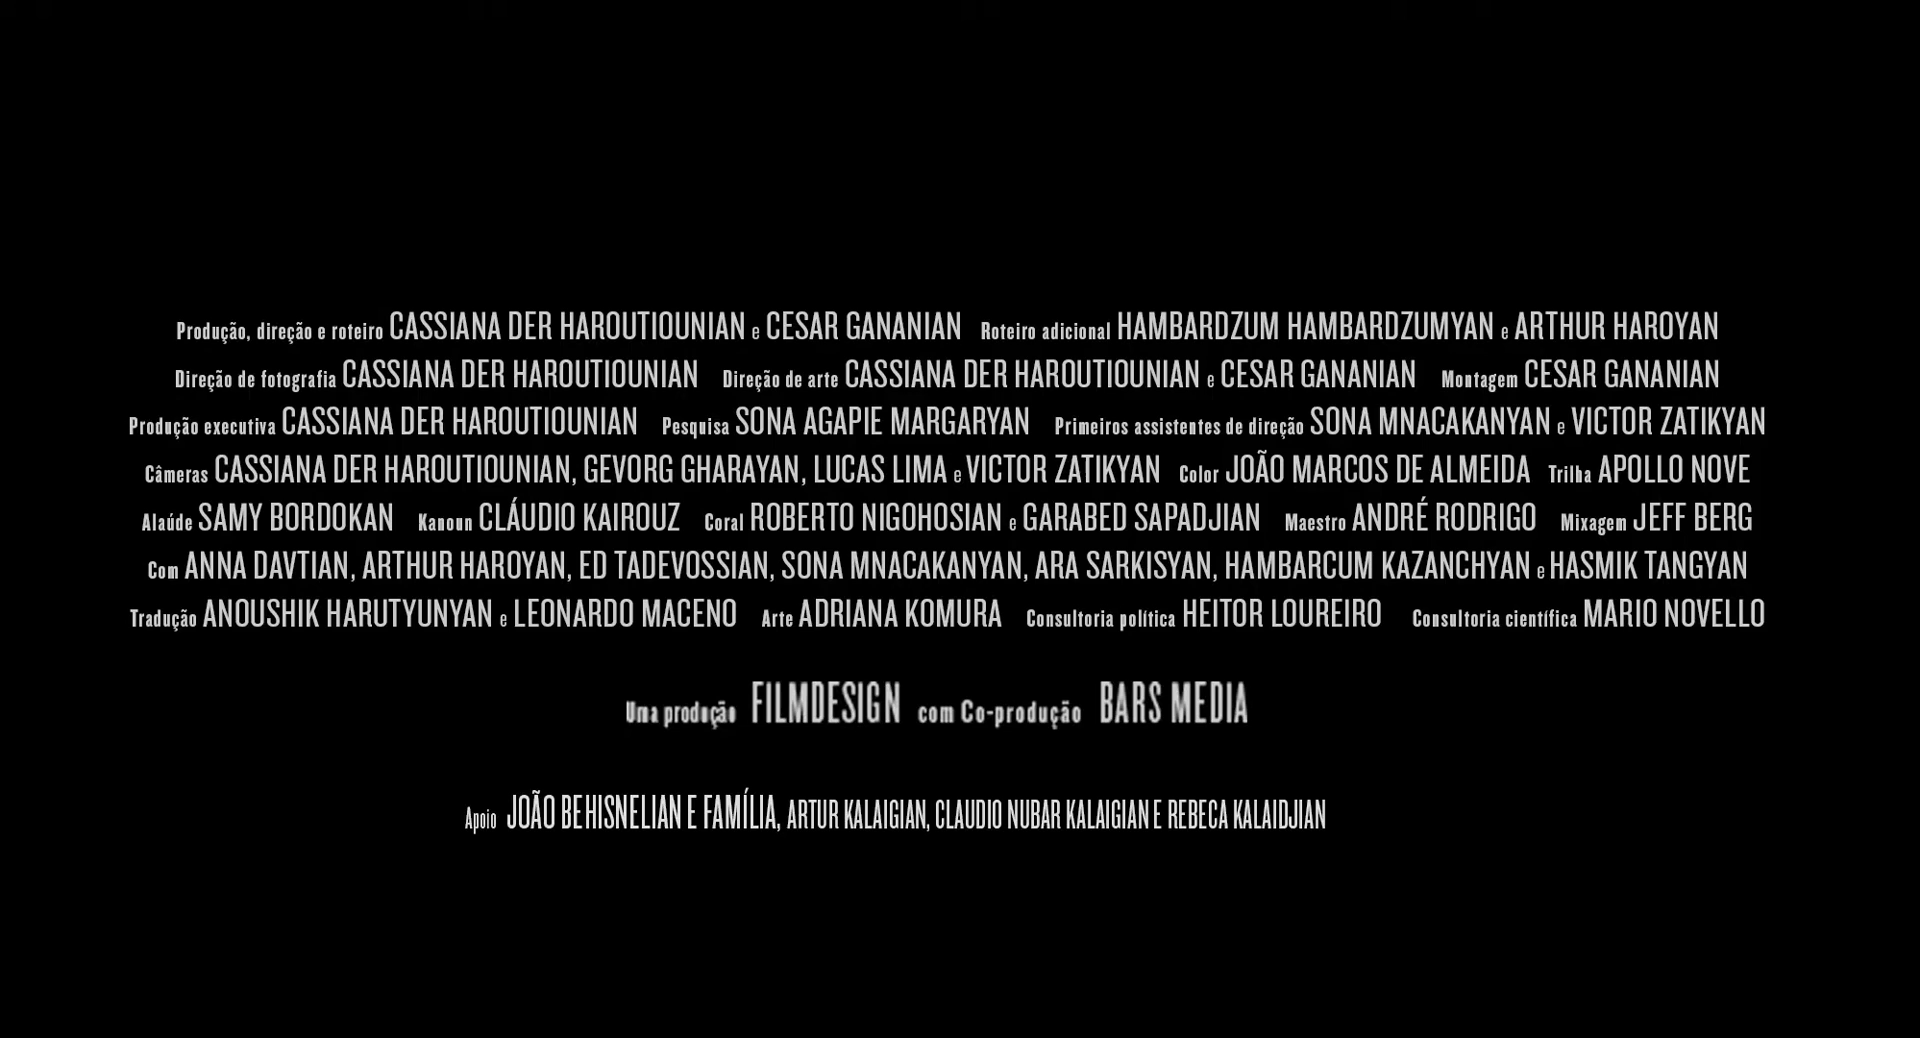 Produção, direção e roteiro CASSIANA DER HAROUTIOUNIAN e CESAR GANANIAN Roteiro adicional HAMBARDZUM HAMBARDZUMYAN e ARTHUR HAROYAN
Direção de fotografia CASSIANA DER HAROUTIOUNIAN Direção de arte CASSIANA DER HAROUTIOUNIAN e CESAR GANANIAN Montagem CESAR GANANIAN
Produção executiva CASSIANA DER HAROUTIOUNIAN Pesquisa SONA AGAPIE MARGARYAN Primeiros assistentes de direção SONA MNACAKANYAN e VICTOR ZATIKYAN
Câmeras CASSIANA DER HAROUTIOUNIAN, GEVORG GHARAYAN, LUCAS LIMA e VICTOR ZATIKYAN Color JOÃO MARCOS DE ALMEIDA Trilha APOLLO NOVE
Alaúde SAMY BORDOKAN Kanoun CLÁUDIO KAIROUZ Coral ROBERTO NIGOHOSIAN e GARABED SAPADJIAN Maestro ANDRÉ RODRIGO Mixagem JEFF BERG
Com ANNA DAVTIAN, ARTHUR HAROYAN, ED TADEVOSSIAN, SONA MNACAKANYAN, ARA SARKISYAN, HAMBARCUM KAZANCHYAN e HASMIK TANGYAN
Tradução ANOUSHIK HARUTYUNYAN e LEONARDO MACENO Arte ADRIANA KOMURA Consultoria política HEITOR LOUREIRO Consultoria científica MARIO NOVELLO
Uma produção FILMDESIGN com Co-produção BARS MEDIA
Apoio JOÃO BEHISNELIAN E FAMÍLIA, ARTUR KALAIGIAN, CLAUDIO NUBAR KALAIGIAN E REBECA KALAIDJIAN